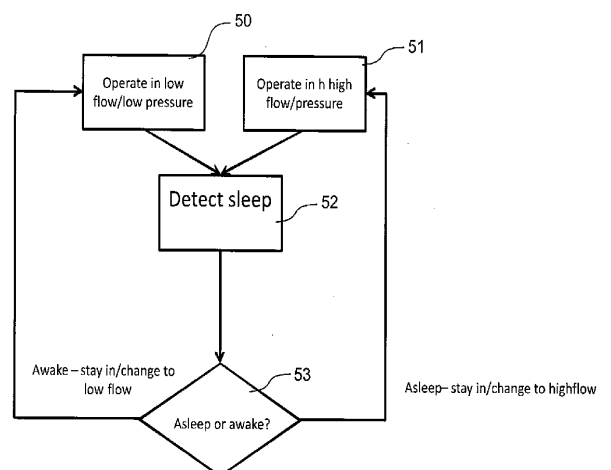 50
51
Operate in low
flow/low pressure
Operate in h high
flow/pressure
Detect sleep
52
Awake – stay in/change to
low flow
53
Asleep or awake?
Asleep– stay in/change to highflow